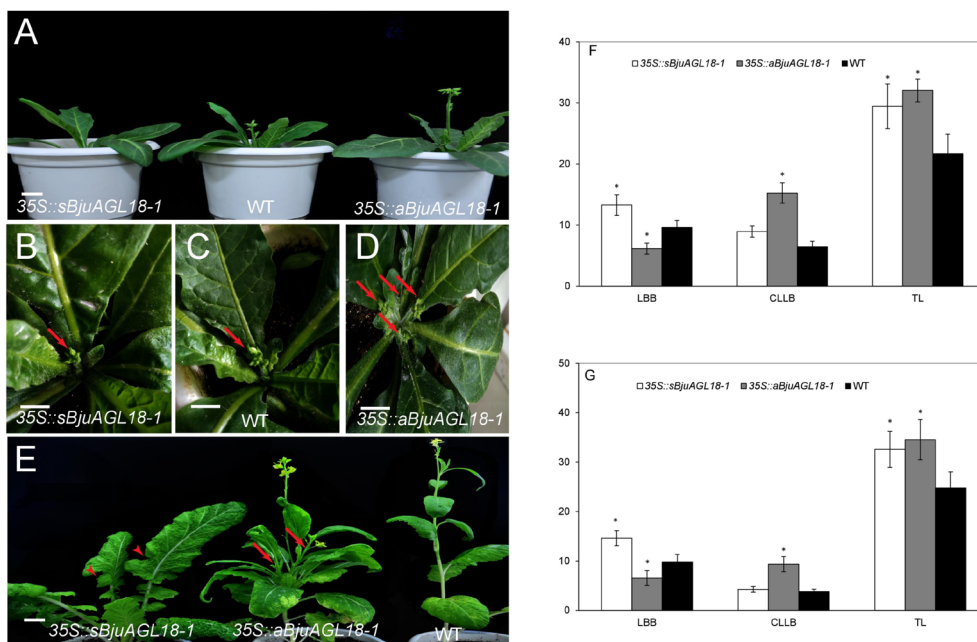 A
35S::sBjuAGL18-1
WT
35S::aBjuAGL18-1
B
35S::sBjuAGL18-1
C
WT
D
35S::aBjuAGL18-1
E
35S::sBjuAGL18-1
35S::aBjuAGL18-1
WT
F
35S::sBjuAGL18-1 35S::aBjuAGL18-1 WT
40
30
20
10
0
* * * * *
LBB CLLB TL
G
35S::sBjuAGL18-1 35S::aBjuAGL18-1 WT
50
40
30
20
10
0
* * * * *
LBB CLLB TL